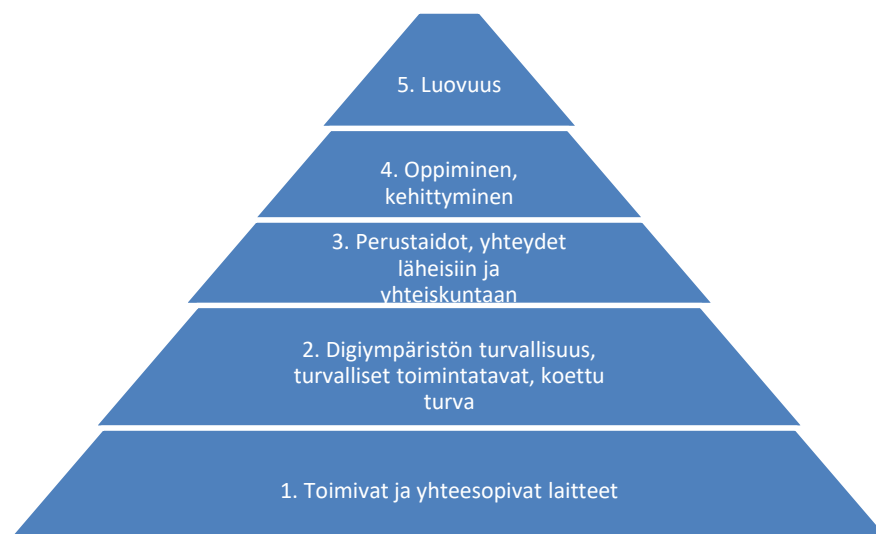 5. Luovuus
4. Oppiminen,
kehittyminen
3. Perustaidot, yhteydet
läheisiin ja
yhteiskuntaan
2. Digiympäristön turvallisuus,
turvalliset toimintatavat, koettu
turva
1. Toimivat ja yhteesopivat laitteet